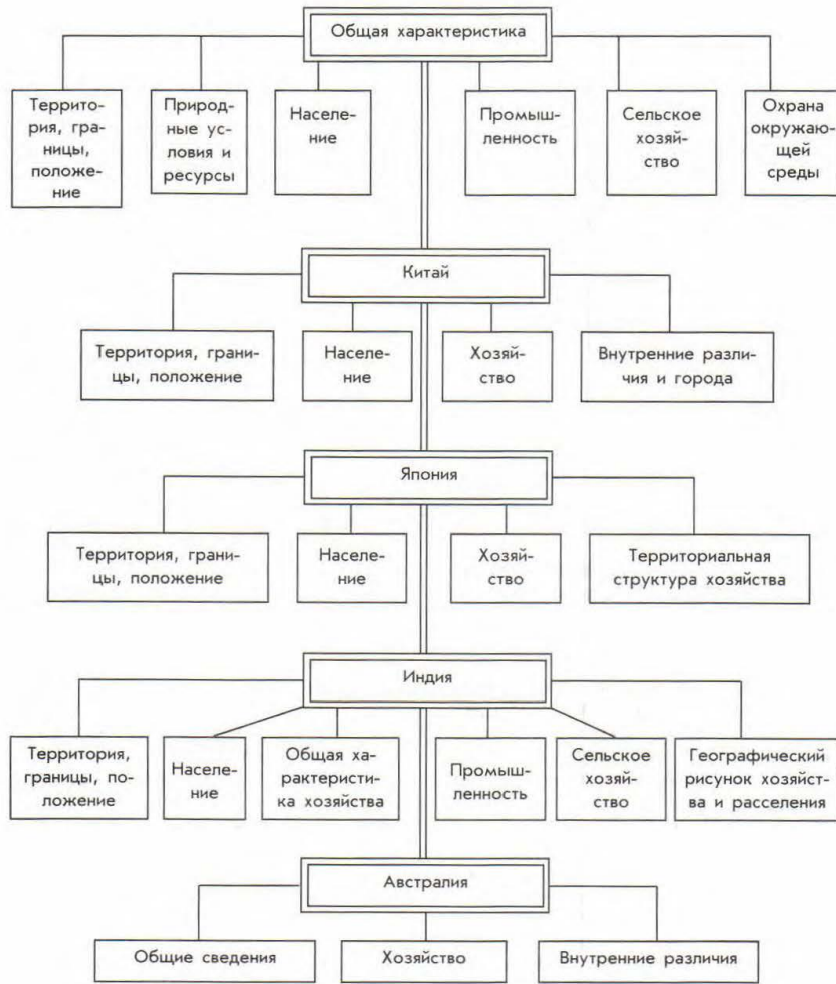 Общая характеристика
Террито-
рия, гра-
ницы,
положе-
ние
Природ-
ные ус-
ловия и
ресурсы
Населе-
ние
Промыш-
ленность
Сельское
хозяй-
ство
Охрана
окружаю-
щей
среды
Китай
Территория, грани-
цы, положение
Населе-
ние
Хозяй-
ство
Внутренние разли-
чия и города
Япония
Территория, грани-
цы, положение
Населе-
ние
Хозяй-
ство
Территориальная
структура хозяйства
Индия
Территория,
границы, по-
ложение
Населе-
ние
Общая ха-
рактеристи-
ка хозяйства
Промыш-
ленность
Сельское
хозяй-
ство
Географический
рисунок хозяйст-
ва и расселения
Австралия
Общие сведения
Хозяйство
Внутренние различия